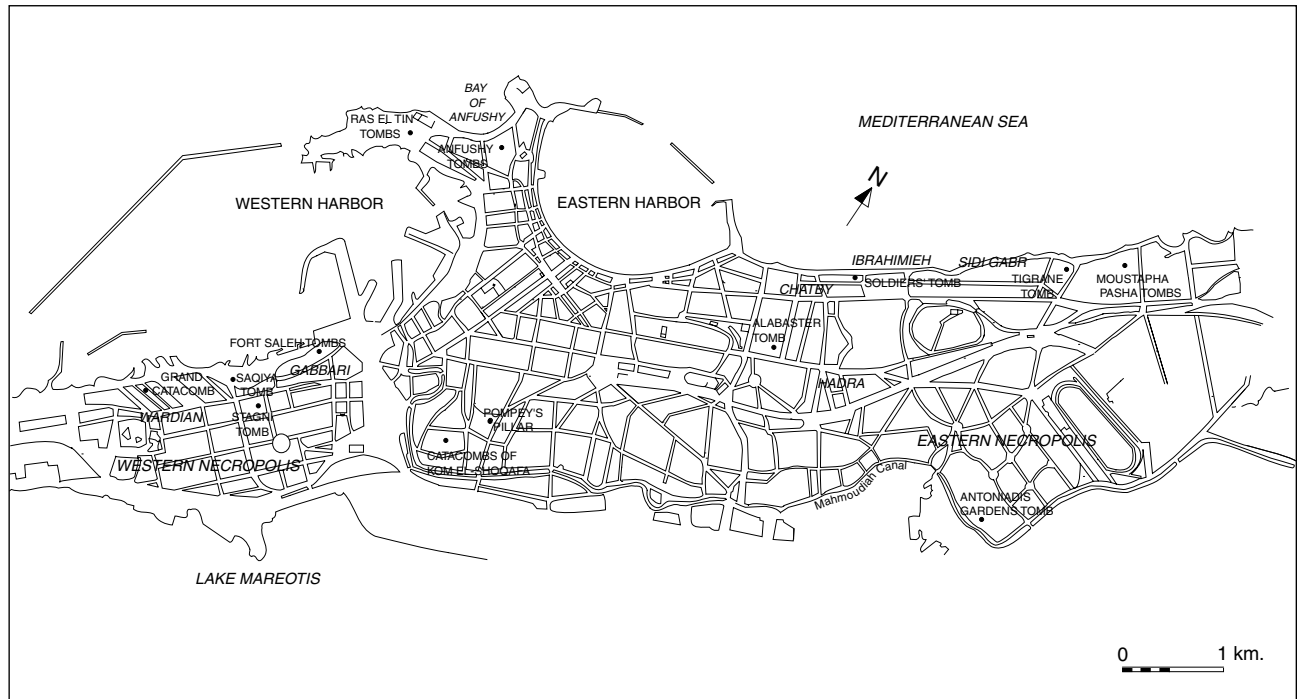 BAY
OF
ANFUSHY
RAS EL TIN
TOMBS
MEDITERRANEAN SEA
ANFUSHY
TOMBS
N
WESTERN HARBOR
EASTERN HARBOR
IBRAHIMIEH
SIDI GABR
CHATBY
SOLDIERS' TOMB
TIGRANE
TOMB
MOUSTAPHA
PASHA TOMBS
ALABASTER
TOMB
FORT SALEH TOMBS
GABBARI
GRAND
CATACOMB
SAQIYA
TOMB
HADRA
WARDIAN
STAGNI
TOMB
POMPEY'S
PILLAR
EASTERN NECROPOLIS
CATACOMBS OF
KOM EL-SHOQAFA
WESTERN NECROPOLIS
Mahmoudiah Canal
ANTONIADIS
GARDENS TOMB
LAKE MAREOTIS
0 1 km.